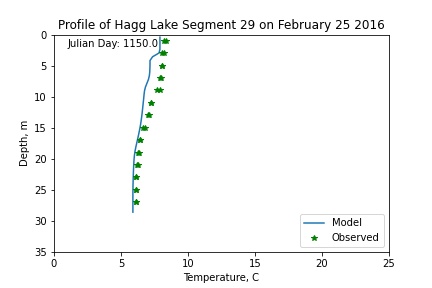 Profile of Hagg Lake Segment 29 on February 25 2016
Julian Day: 1150.0
0
5
10
15
20
25
30
35
Depth, m
0 5 10 15 20 25
Temperature, C
Model
Observed